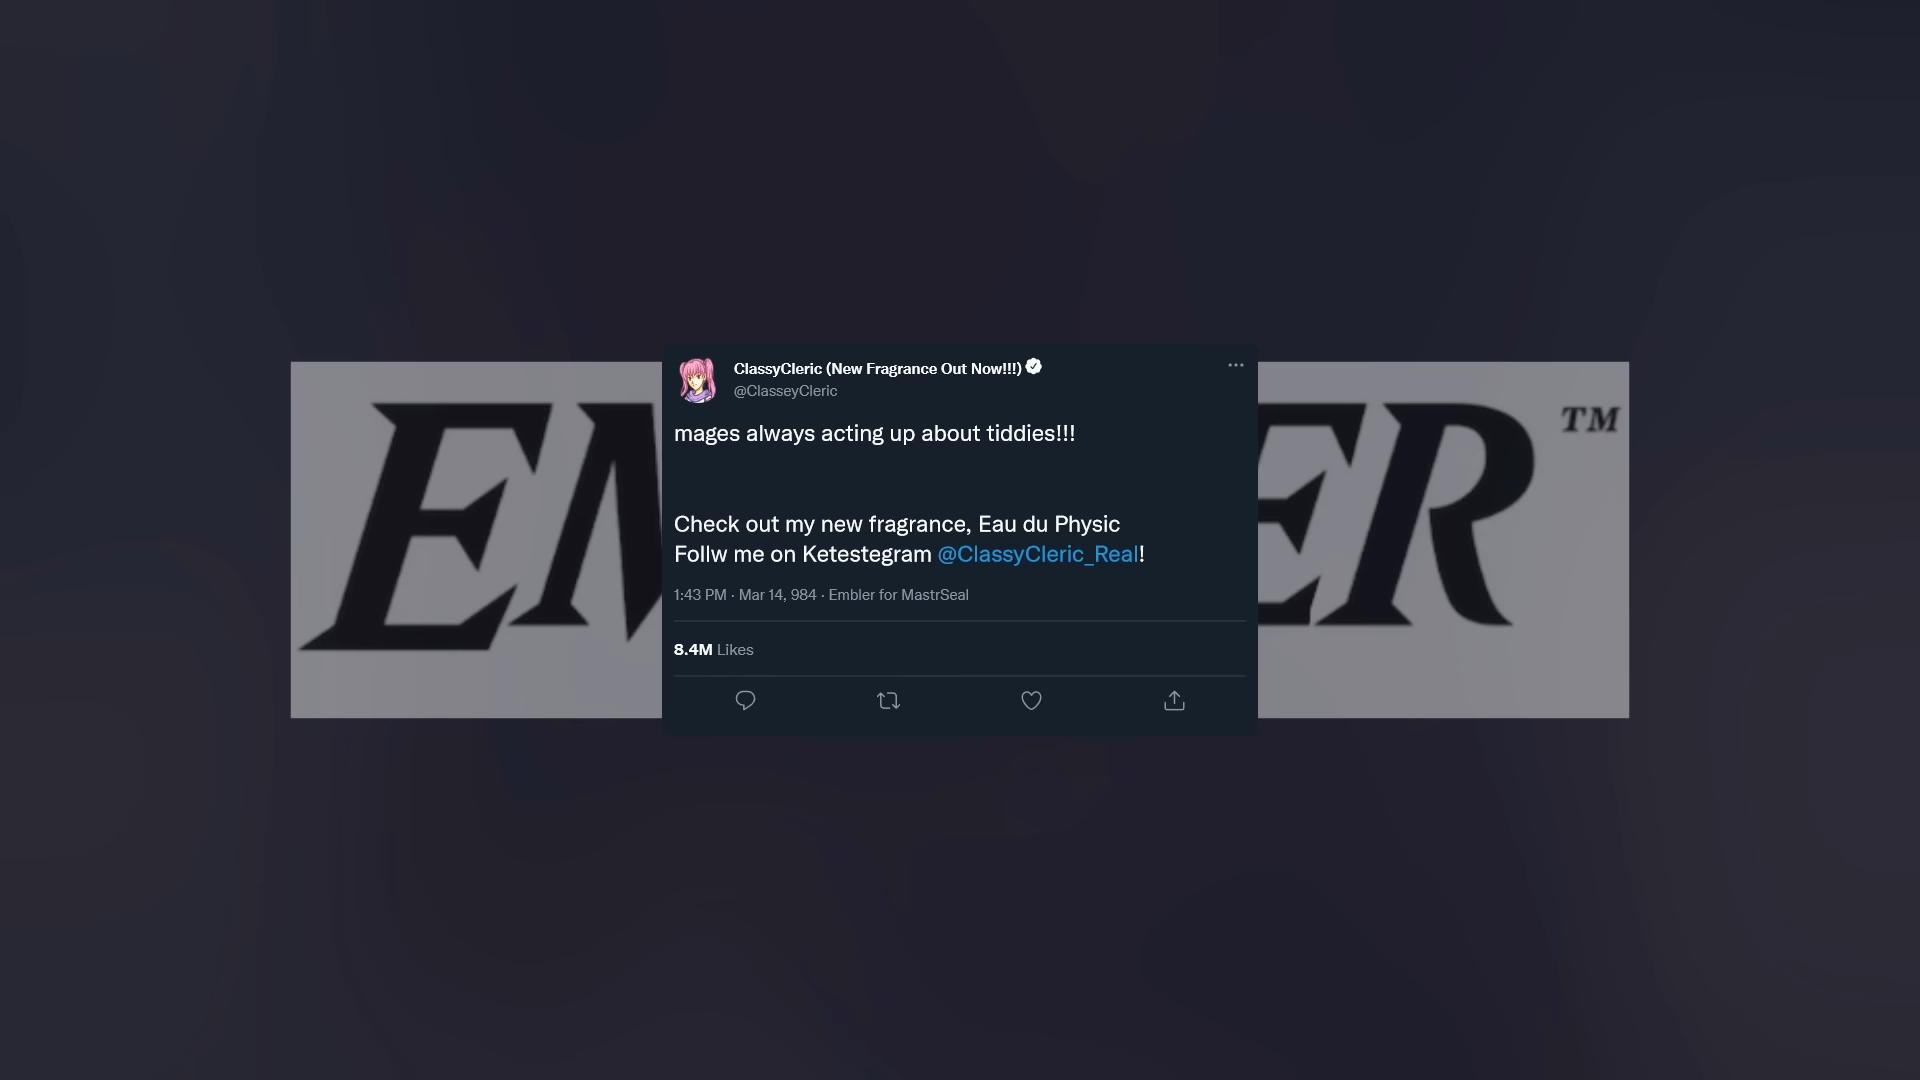 ClassyCleric (New Fragrance Out Now!!!)
@ClasseyCleric
mages always acting up about tiddies!!!
Check out my new fragrance, Eau du Physic
Follw me on Ketestegram @ClassyCleric_Real!
1:43 PM · Mar 14, 984 · Embler for MastrSeal
8.4M Likes
EM
ER TM